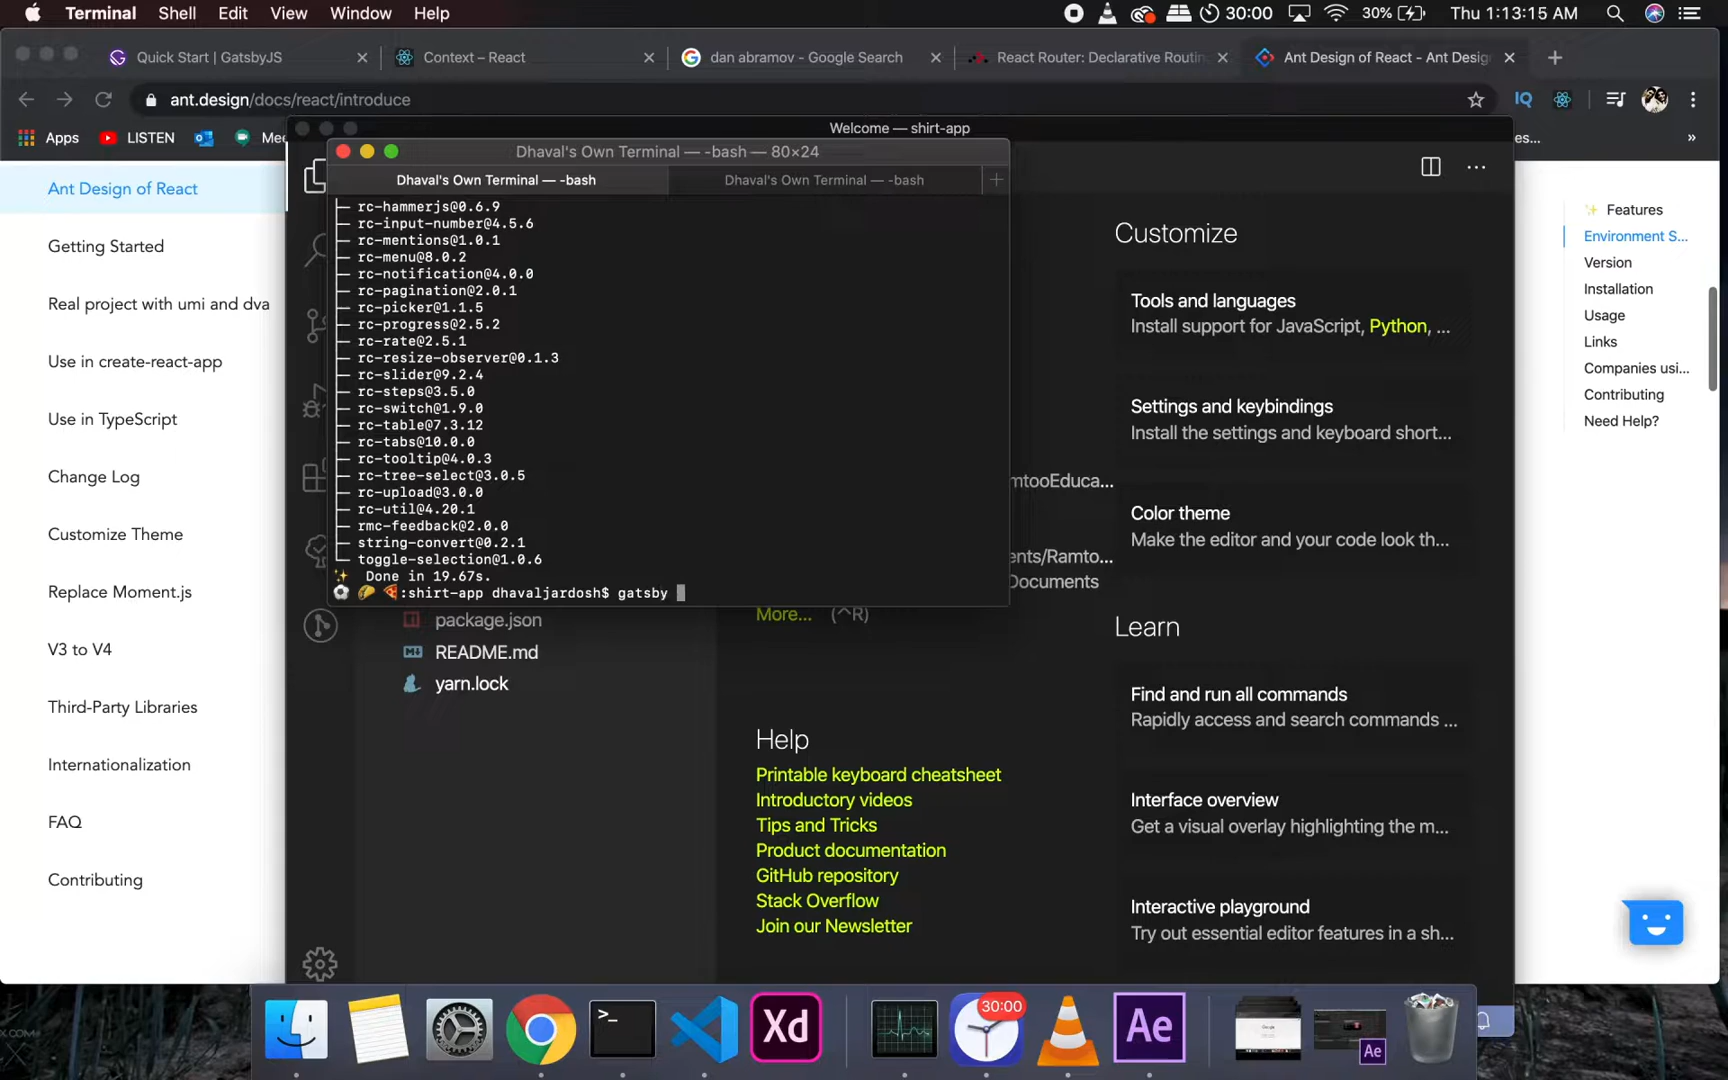 Terminal Shell Edit View Window Help 30:00 30% Thu 1:13:15 AM
Quick Start | GatsbyJS
Context – React
dan abramov - Google Search
React Router: Declarative Routin
Ant Design of React - Ant Desig
ant.design/docs/react/introduce
IQ
Apps LISTEN Mee
es...
»
Welcome — shirt-app
Dhaval's Own Terminal — -bash — 80×24
Dhaval's Own Terminal — -bash
Dhaval's Own Terminal — -bash
rc-hammerjs@0.6.9
rc-input-number@4.5.6
rc-mentions@1.0.1
rc-menu@8.0.2
rc-notification@4.0.0
rc-pagination@2.0.1
rc-picker@1.1.5
rc-progress@2.5.2
rc-rate@2.5.1
rc-resize-observer@0.1.3
rc-slider@9.2.4
rc-steps@3.5.0
rc-switch@1.9.0
rc-table@7.3.12
rc-tabs@10.0.0
rc-tooltip@4.0.3
rc-tree-select@3.0.5
rc-upload@3.0.0
rc-util@4.20.1
rmc-feedback@2.0.0
string-convert@0.2.1
toggle-selection@1.0.6
Done in 19.67s.
:shirt-app dhavaljardosh$ gatsby
Ant Design of React
Getting Started
Real project with umi and dva
Use in create-react-app
Use in TypeScript
Change Log
Customize Theme
Replace Moment.js
V3 to V4
Third-Party Libraries
Internationalization
FAQ
Contributing
package.json
README.md
yarn.lock
mtooEduca...
ents/Ramto...
Documents
More... (^R)
Help
Printable keyboard cheatsheet
Introductory videos
Tips and Tricks
Product documentation
GitHub repository
Stack Overflow
Join our Newsletter
Customize
Tools and languages
Install support for JavaScript, Python, ...
Settings and keybindings
Install the settings and keyboard short...
Color theme
Make the editor and your code look th...
Learn
Find and run all commands
Rapidly access and search commands ...
Interface overview
Get a visual overlay highlighting the m...
Interactive playground
Try out essential editor features in a sh...
✨ Features
Environment S...
Version
Installation
Usage
Links
Companies usi...
Contributing
Need Help?
>_
Xd
30:00
Ae
Ae